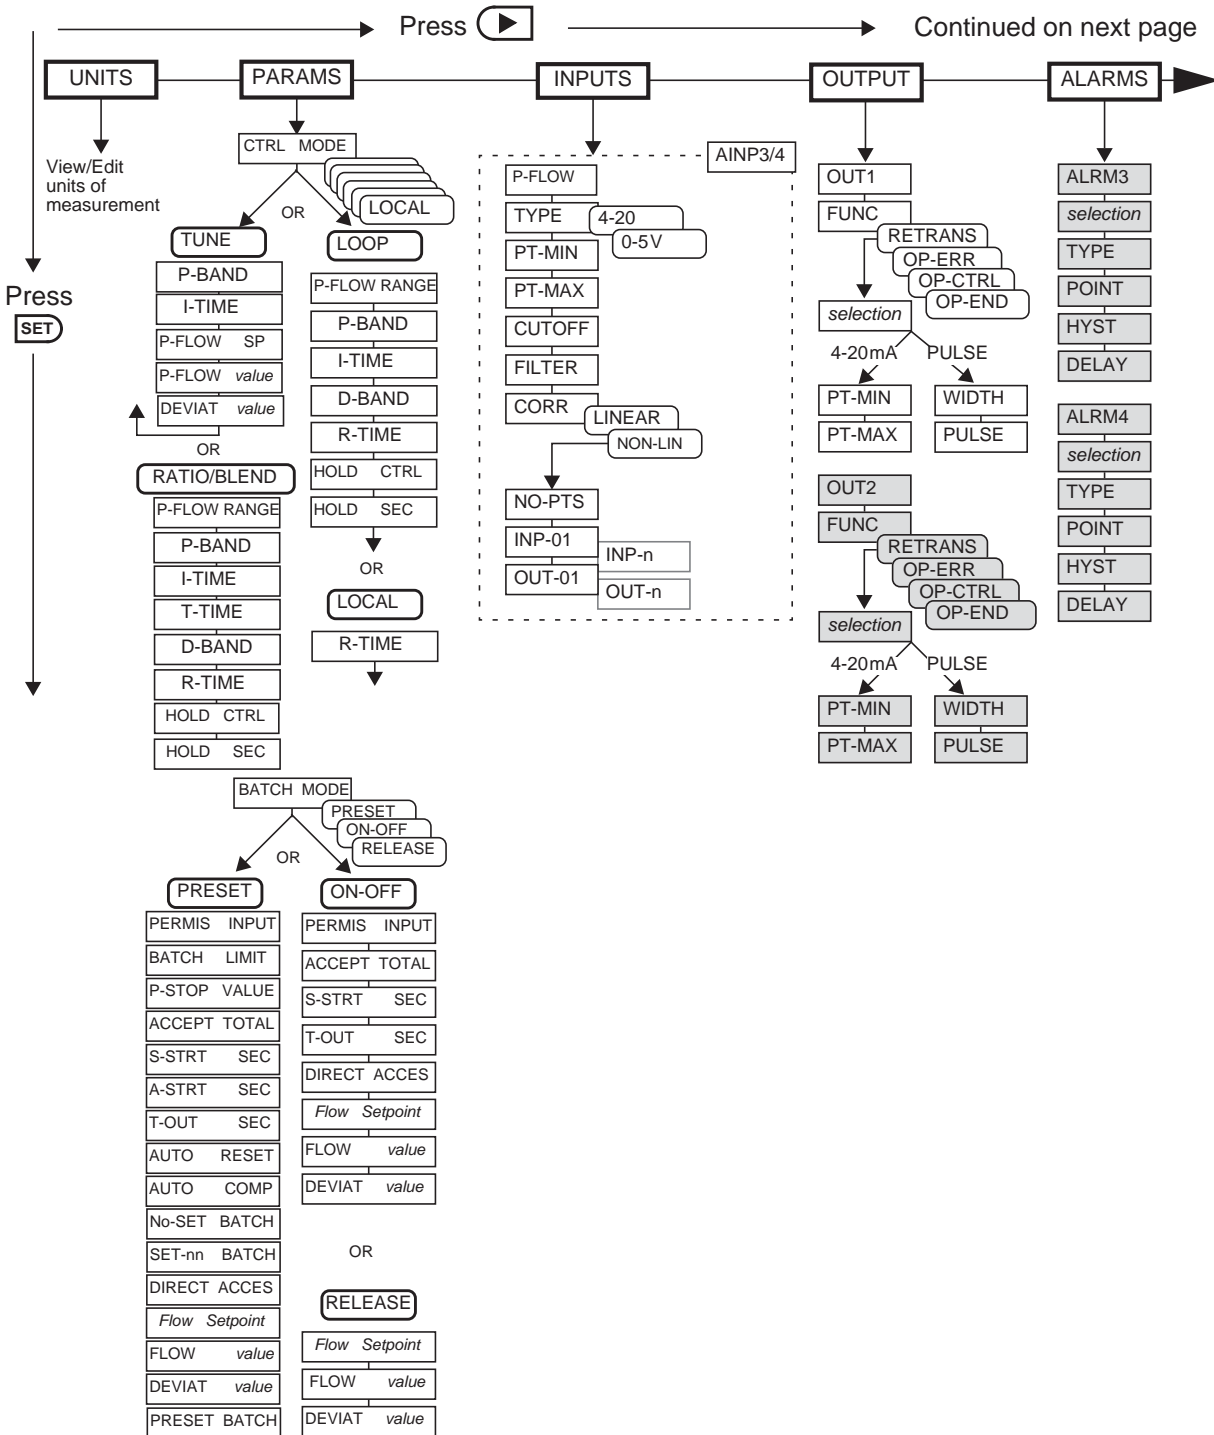 Press
Continued on next page
UNITS
PARAMS
INPUTS
OUTPUT
ALARMS
View/Edit
units of
measurement
Press
SET
CTRL MODE
LOCAL
OR
TUNE
P-BAND
I-TIME
P-FLOW SP
P-FLOW value
DEVIAT value
OR
RATIO/BLEND
P-FLOW RANGE
P-BAND
I-TIME
T-TIME
D-BAND
R-TIME
HOLD CTRL
HOLD SEC
LOOP
P-FLOW RANGE
P-BAND
I-TIME
D-BAND
R-TIME
HOLD CTRL
HOLD SEC
OR
LOCAL
R-TIME
BATCH MODE
PRESET
ON-OFF
RELEASE
OR
PRESET
PERMIS INPUT
BATCH LIMIT
P-STOP VALUE
ACCEPT TOTAL
S-STRT SEC
A-STRT SEC
T-OUT SEC
AUTO RESET
AUTO COMP
No-SET BATCH
SET-nn BATCH
DIRECT ACCES
Flow Setpoint
FLOW value
DEVIAT value
PRESET BATCH
ON-OFF
PERMIS INPUT
ACCEPT TOTAL
S-STRT SEC
T-OUT SEC
DIRECT ACCES
Flow Setpoint
FLOW value
DEVIAT value
OR
RELEASE
Flow Setpoint
FLOW value
DEVIAT value
AINP3/4
P-FLOW
TYPE
4-20
0-5V
PT-MIN
PT-MAX
CUTOFF
FILTER
CORR
LINEAR
NON-LIN
NO-PTS
INP-01
INP-n
OUT-01
OUT-n
OUT1
FUNC
RETRANS
OP-ERR
OP-CTRL
OP-END
selection
4-20mA
PULSE
PT-MIN
WIDTH
PT-MAX
PULSE
OUT2
FUNC
RETRANS
OP-ERR
OP-CTRL
OP-END
selection
4-20mA
PULSE
PT-MIN
WIDTH
PT-MAX
PULSE
ALRM3
selection
TYPE
POINT
HYST
DELAY
ALRM4
selection
TYPE
POINT
HYST
DELAY